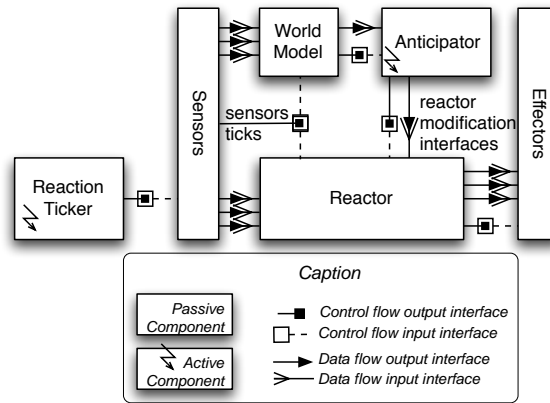 World
Model
Anticipator
Sensors
Effectors
sensors
ticks
reactor
modification
interfaces
Reaction
Ticker
Reactor
Caption
Passive
Component
Active
Component
Control flow output interface
Control flow input interface
Data flow output interface
Data flow input interface